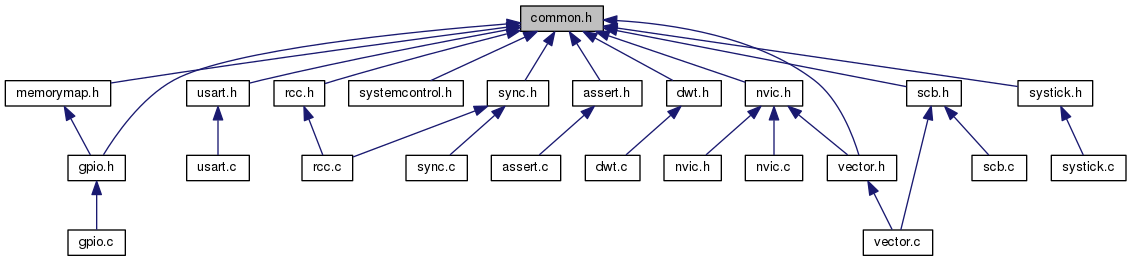 common.h
memorymap.h
usart.h
rcc.h
systemcontrol.h
sync.h
assert.h
dwt.h
nvic.h
scb.h
systick.h
gpio.h
usart.c
rcc.c
sync.c
assert.c
dwt.c
nvic.h
nvic.c
vector.h
scb.c
systick.c
gpio.c
vector.c